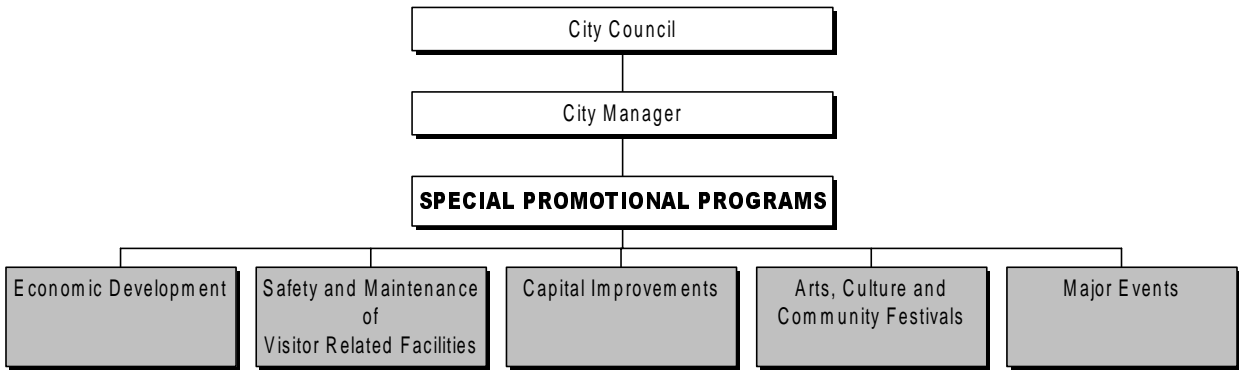 City Council
City Manager
SPECIAL PROMOTIONAL PROGRAMS
Economic Development
Safety and Maintenance
of
Visitor Related Facilities
Capital Improvements
Arts, Culture and
Community Festivals
Major Events